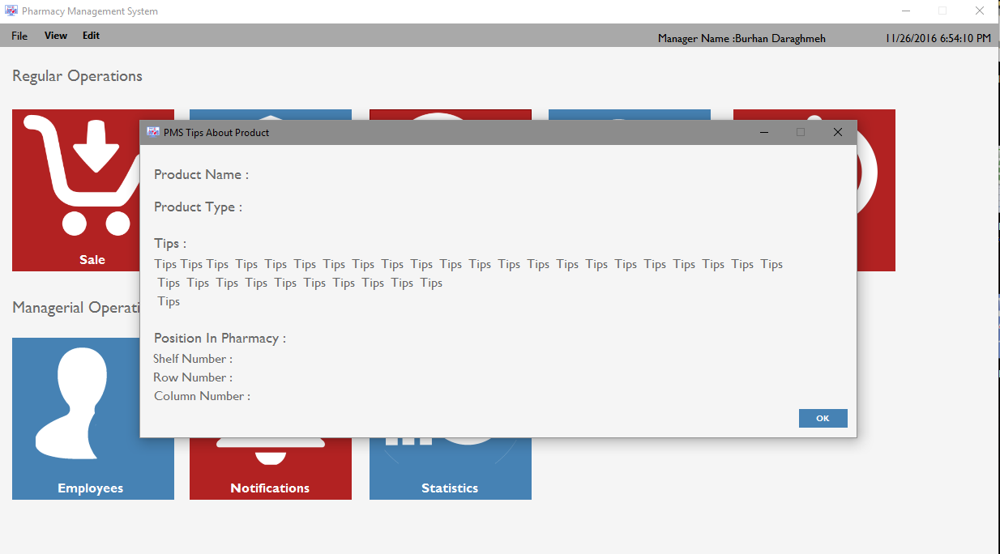 Pharmacy Management System
File View Edit Manager Name :Burhan Daraghmeh 11/26/2016 6:54:10 PM
Regular Operations
Sale
PMS Tips About Product
Product Name :
Product Type :
Tips :
Tips Tips Tips Tips Tips Tips Tips Tips Tips Tips Tips Tips Tips Tips Tips Tips Tips Tips Tips Tips Tips Tips
Tips Tips Tips Tips Tips Tips Tips Tips Tips Tips
Tips
Position In Pharmacy :
Shelf Number :
Row Number :
Column Number :
OK
Managerial Operati
Employees
Notifications
Statistics